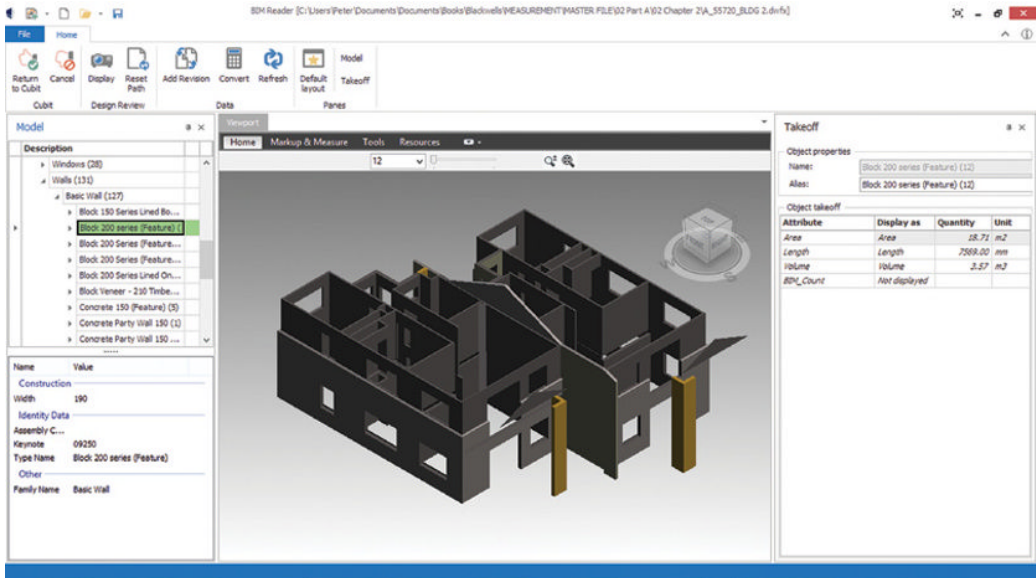 BIM Reader [C:\Users\Peter\Documents\Documents\Books\Blackwells\MEASUREMENT\MASTER FILE\02 Part A\02 Chapter 2\A_55720_BLDG 2.dwfx]
File Home
Return to Cubit
Cancel
Display
Reset Path
Add Revision
Convert
Refresh
Default layout
Model
Takeoff
Cubit
Design Review
Data
Panes
Model
Description
Windows (28)
Walls (131)
Basic Wall (127)
Block 150 Series Lined Bo...
Block 200 series (Feature) (
Block 200 series (Feature...
Block 200 series (Feature...
Block 200 Series Lined On...
Block Veneer - 210 Timbe...
Concrete 150 (Feature) (5)
Concrete Party Wall 150 (1)
Concrete Party Wall 150 ...
Name Value
Construction
Width 190
Identity Data
Assembly C...
Keynote 09250
Type Name Block 200 series (Feature)
Other
Family Name Basic Wall
Viewport
Home Markup & Measure Tools Resources
12
TOP
Takeoff
Object properties
Name: Block 200 series (Feature) (12)
Alias: Block 200 series (Feature) (12)
Object takeoff
Attribute Display as Quantity Unit
Area Area 18.71 m2
Length Length 7569.00 mm
Volume Volume 3.57 m3
BIM_Count Not displayed